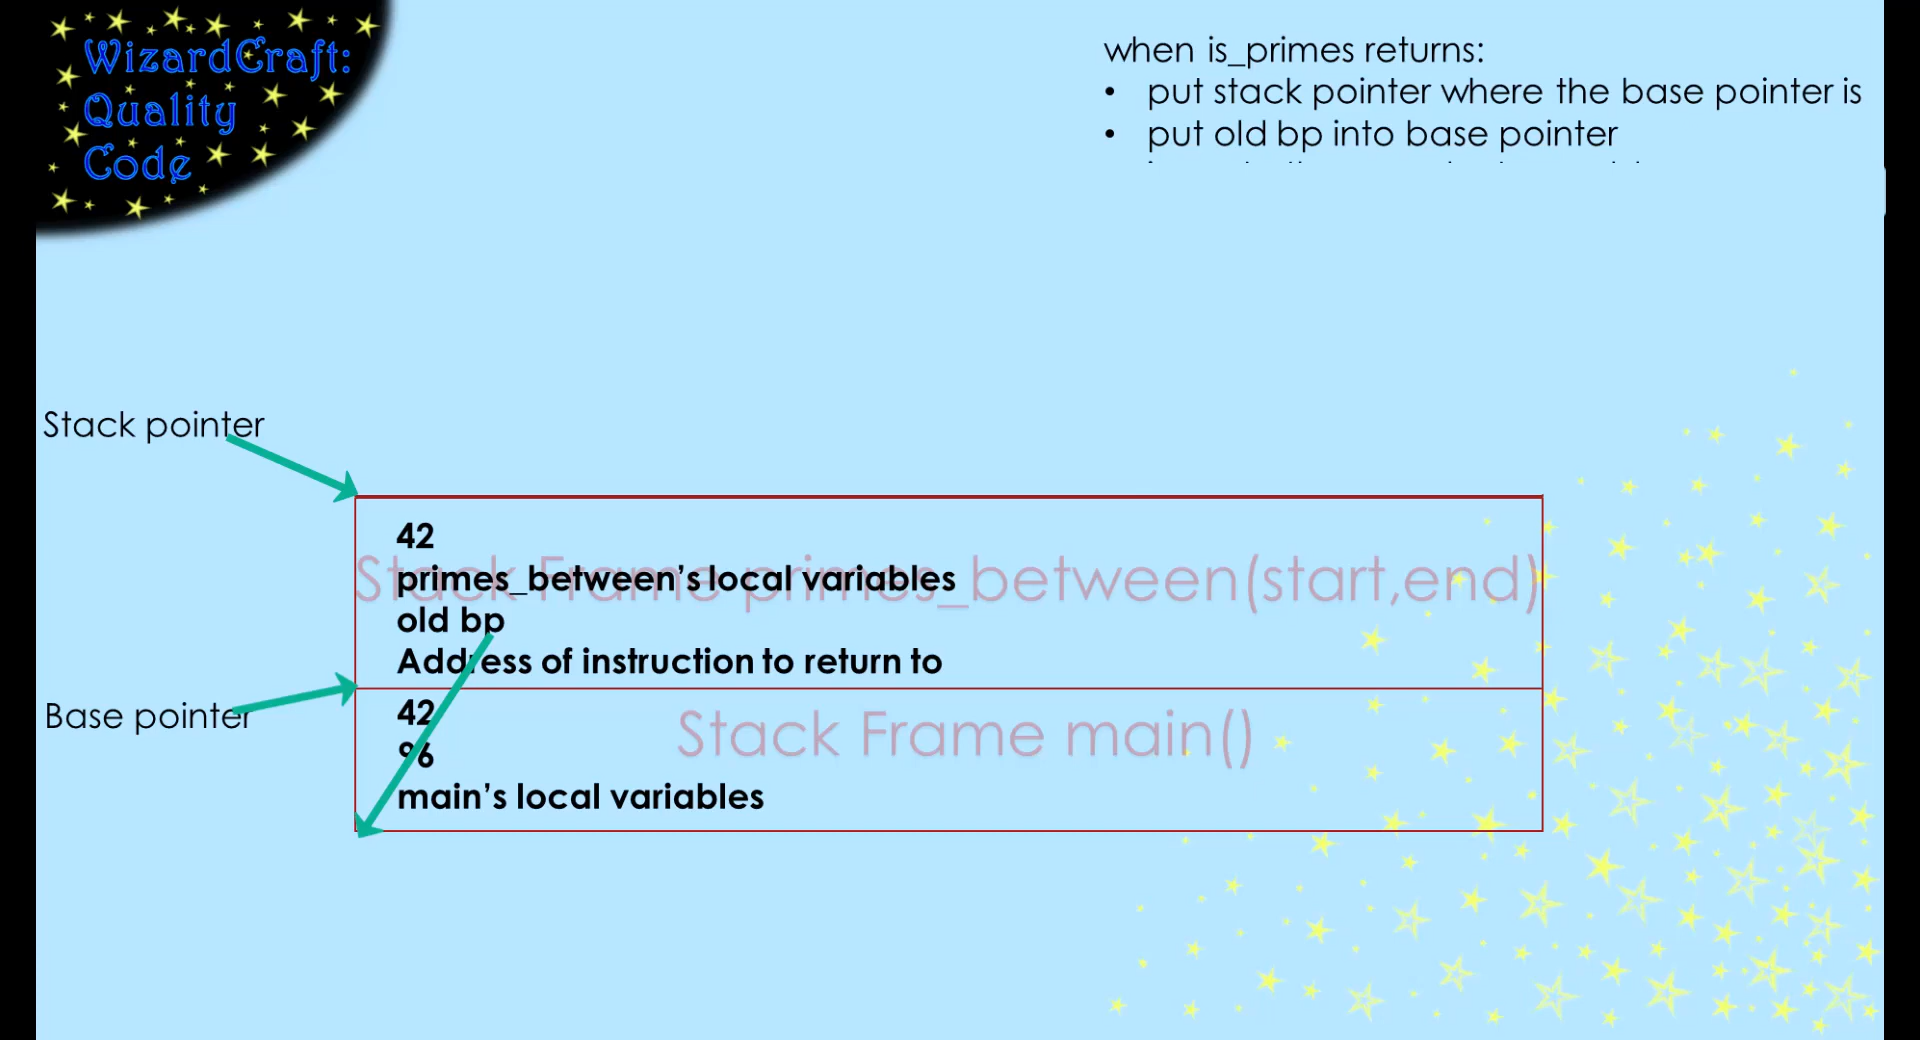 WizardCraft:
Quality
Code
when is_primes returns:
• put stack pointer where the base pointer is
• put old bp into base pointer
Stack pointer
42
Stack Frame primes_between(start,end)
primes_between’s local variables
old bp
Address of instruction to return to
Base pointer
42
Stack Frame main()
96
main’s local variables